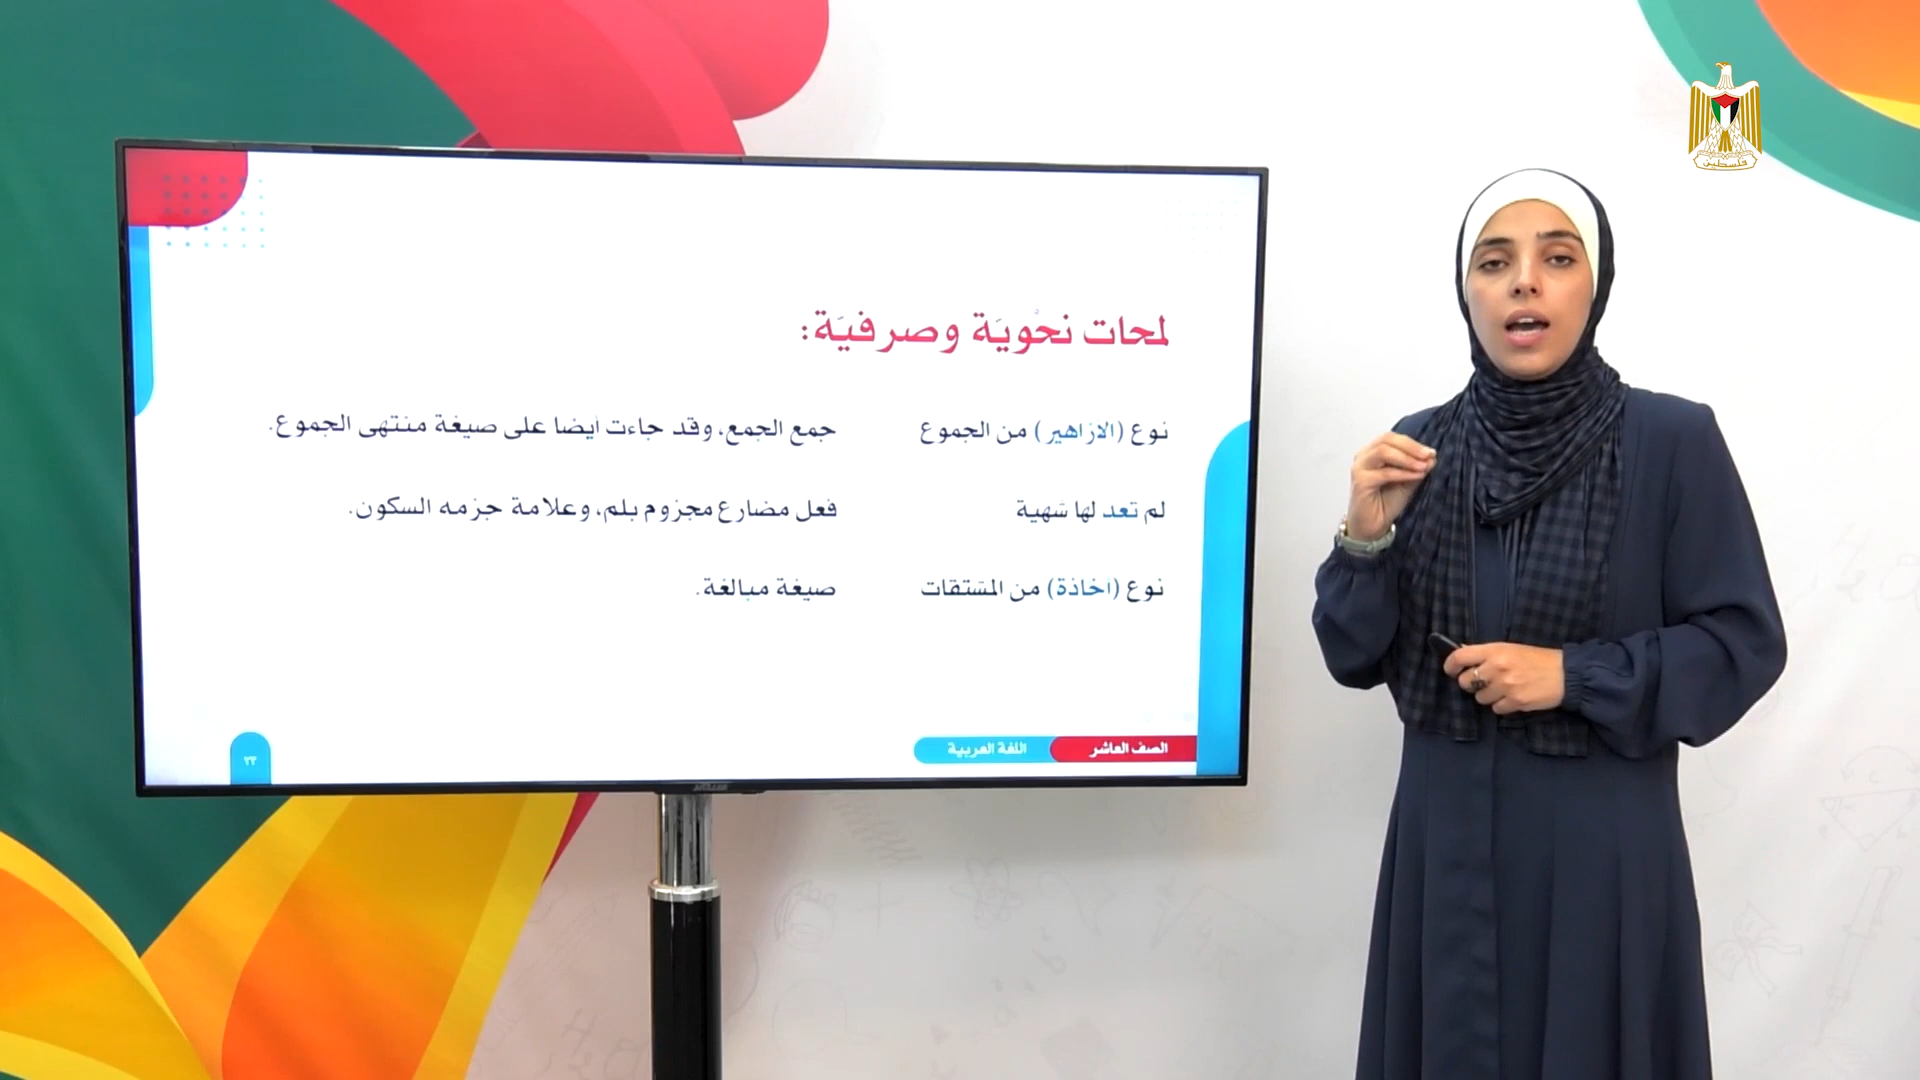 فلسطين
لمحات نحويَة وصرفيَة:
نوع (الازاهير) من الجموع جمع الجمع، وقد جاءت أيضا على صيغة منتهى الجموع.
لم تعد لها شهية فعل مضارع مجزوم بلم، وعلامة جزمه السكون.
نوع (اخاذة) من المشتقات صيغة مبالغة.
الصف العاشر اللغة العربية
٢٣